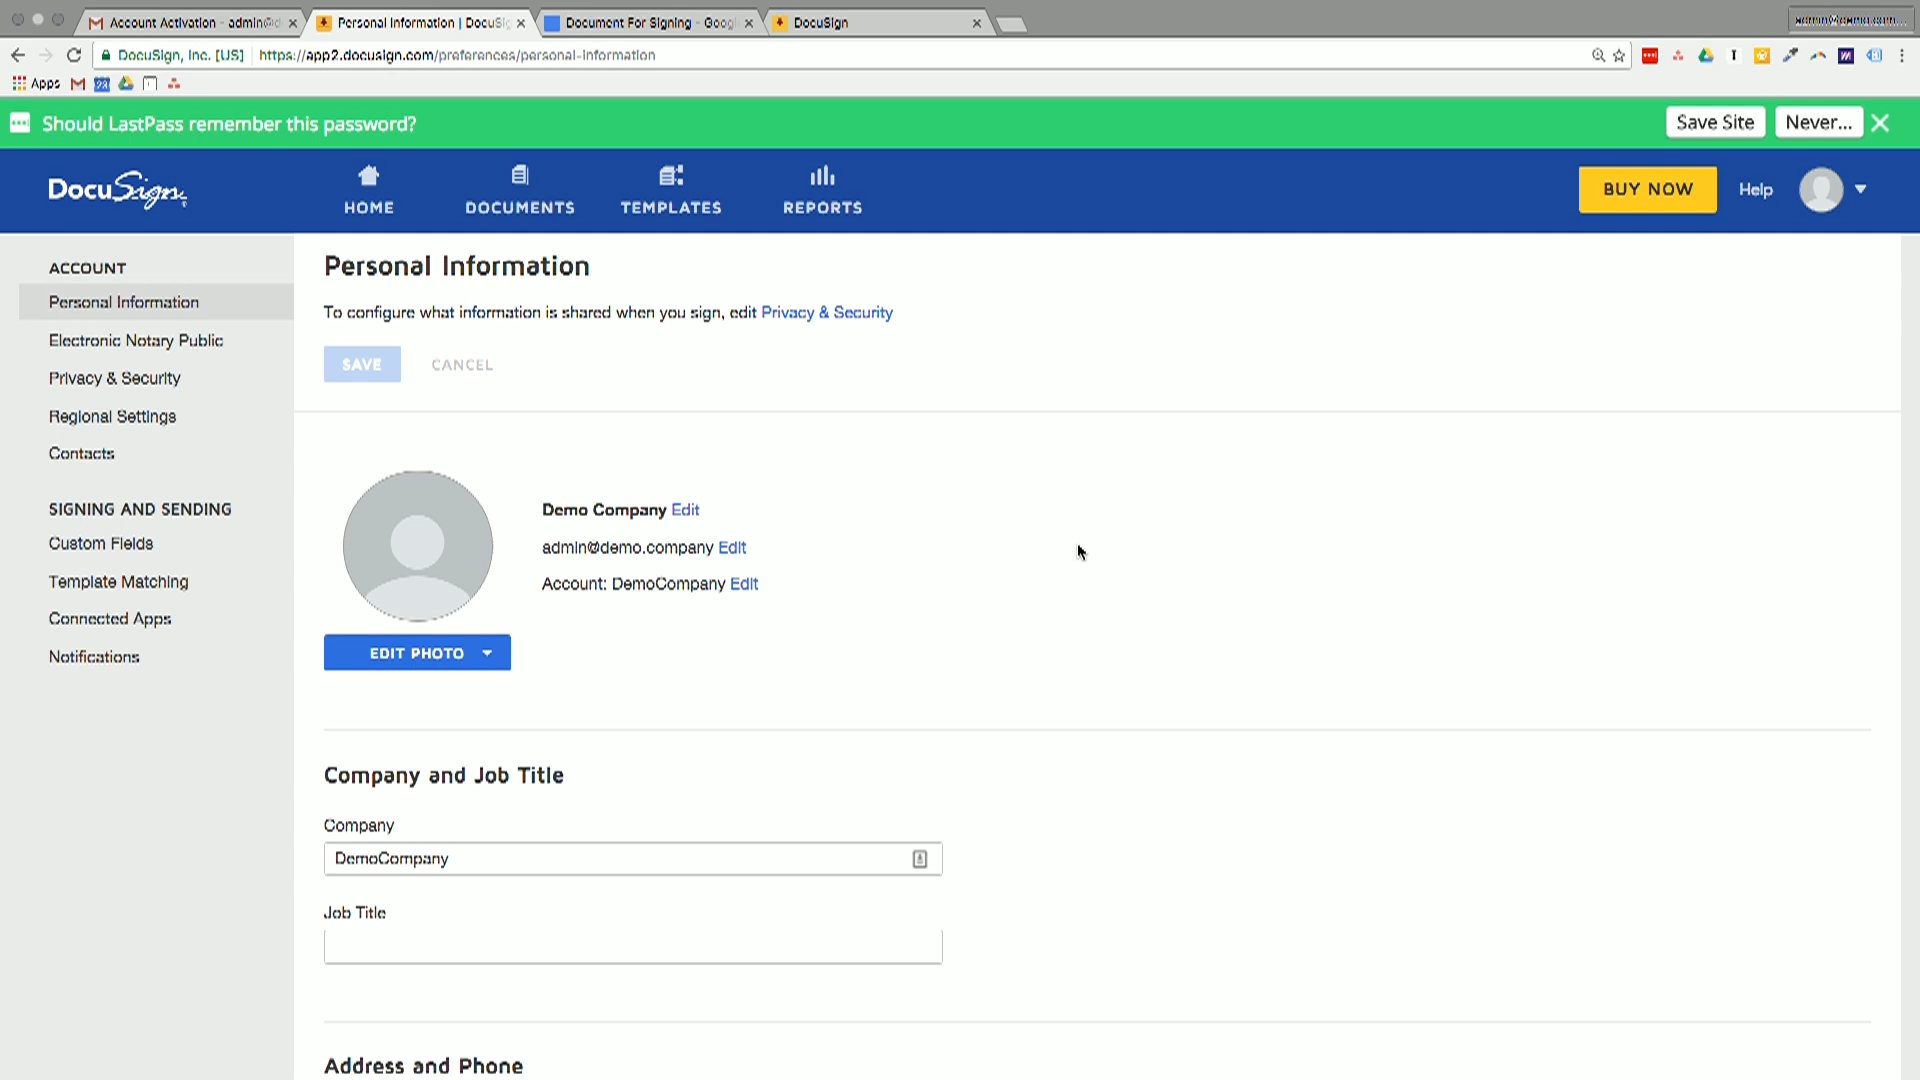 Account Activation - admin@d
Personal Information | DocuSig
Document For Signing - Googl
DocuSign
admin@demo.com...
DocuSign, Inc. [US]
https://app2.docusign.com/preferences/personal-information
Apps
Should LastPass remember this password?
Save Site
Never...
DocuSign
HOME
DOCUMENTS
TEMPLATES
REPORTS
BUY NOW
Help
ACCOUNT
Personal Information
Electronic Notary Public
Privacy & Security
Regional Settings
Contacts
SIGNING AND SENDING
Custom Fields
Template Matching
Connected Apps
Notifications
Personal Information
To configure what information is shared when you sign, edit Privacy & Security
SAVE
CANCEL
Demo Company Edit
admin@demo.company Edit
Account: DemoCompany Edit
EDIT PHOTO
Company and Job Title
Company
DemoCompany
Job Title
Address and Phone